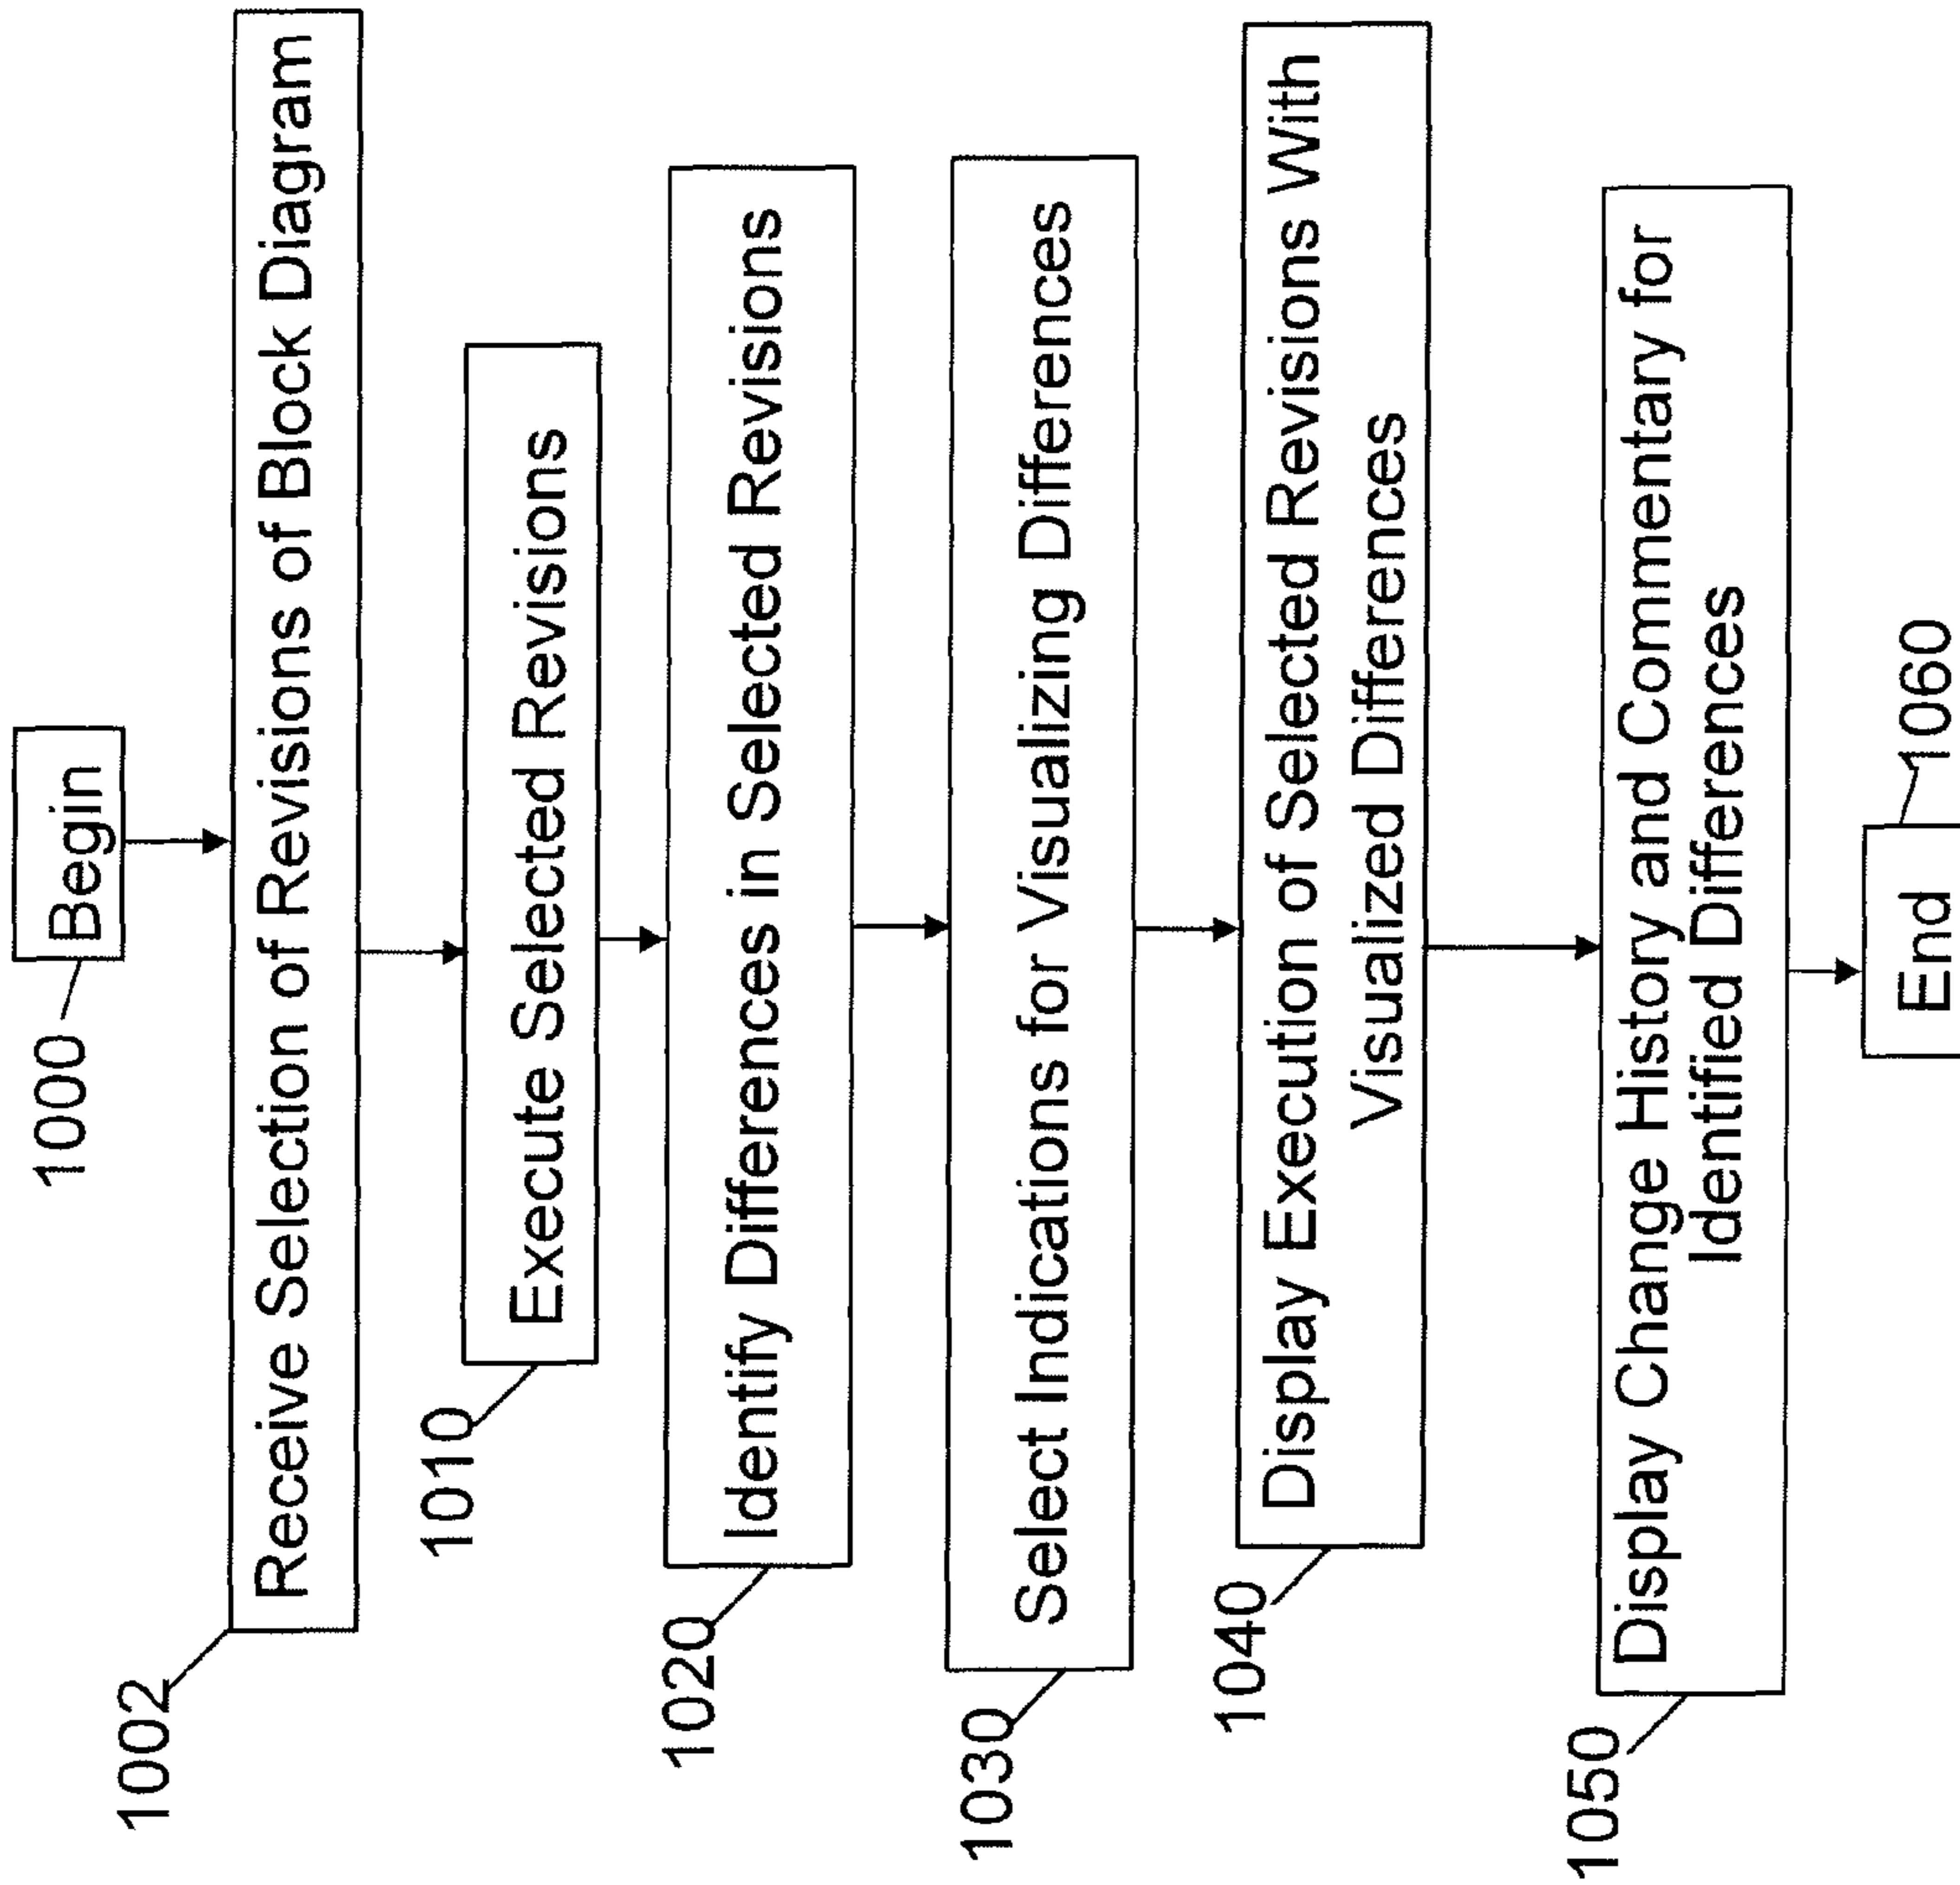 1000
Begin
1002
Receive Selection of Revisions of Block Diagram
1010
Execute Selected Revisions
1020
Identify Differences in Selected Revisions
1030
Select Indications for Visualizing Differences
1040
Display Execution of Selected Revisions With
Visualized Differences
1050
Display Change History and Commentary for
Identified Differences
End
1060